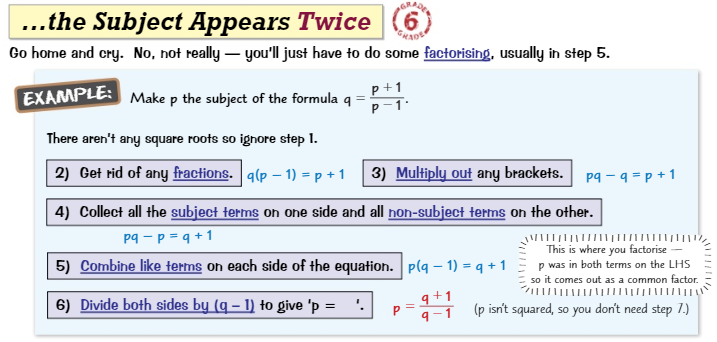 ...the Subject Appears Twice
GRADE 6 GRADE
Go home and cry. No, not really — you'll just have to do some factorising, usually in step 5.
EXAMPLE: Make p the subject of the formula q = (p + 1)/(p − 1).
There aren't any square roots so ignore step 1.
2) Get rid of any fractions. q(p − 1) = p + 1 3) Multiply out any brackets. pq − q = p + 1
4) Collect all the subject terms on one side and all non-subject terms on the other.
pq − p = q + 1
This is where you factorise —
p was in both terms on the LHS
so it comes out as a common factor.
5) Combine like terms on each side of the equation. p(q − 1) = q + 1
6) Divide both sides by (q − 1) to give 'p = '. p = (q + 1)/(q − 1) (p isn't squared, so you don't need step 7.)